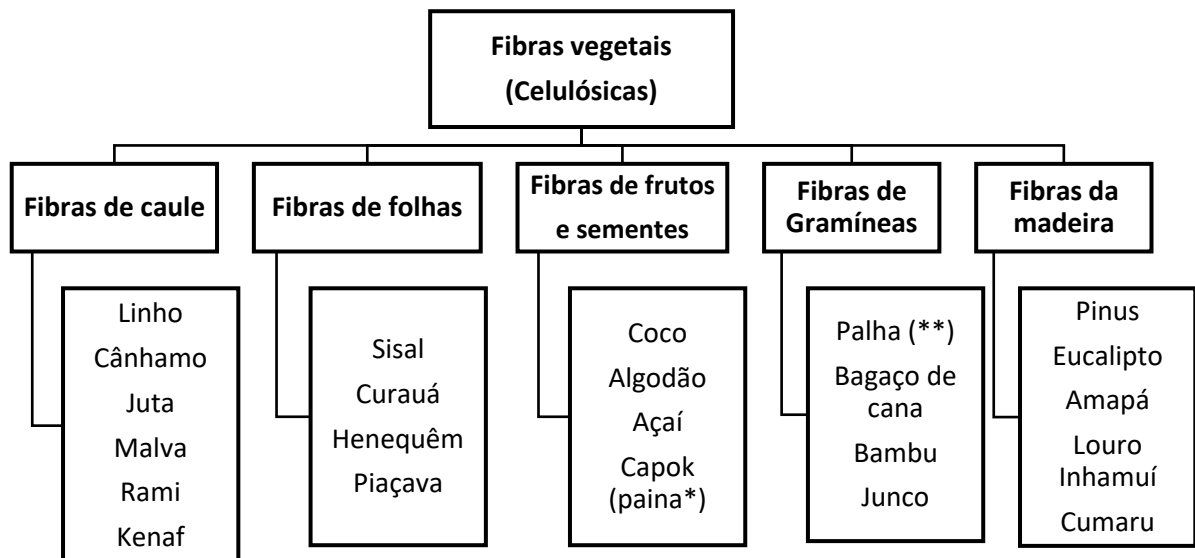 Fibras vegetais
(Celulósicas)
Fibras de caule
Fibras de folhas
Fibras de frutos
e sementes
Fibras de
Gramíneas
Fibras da
madeira
Linho
Cânhamo
Juta
Malva
Rami
Kenaf
Sisal
Curauá
Henequêm
Piaçava
Coco
Algodão
Açaí
Capok
(paina*)
Palha (**)
Bagaço de
cana
Bambu
Junco
Pinus
Eucalipto
Amapá
Louro
Inhamuí
Cumaru